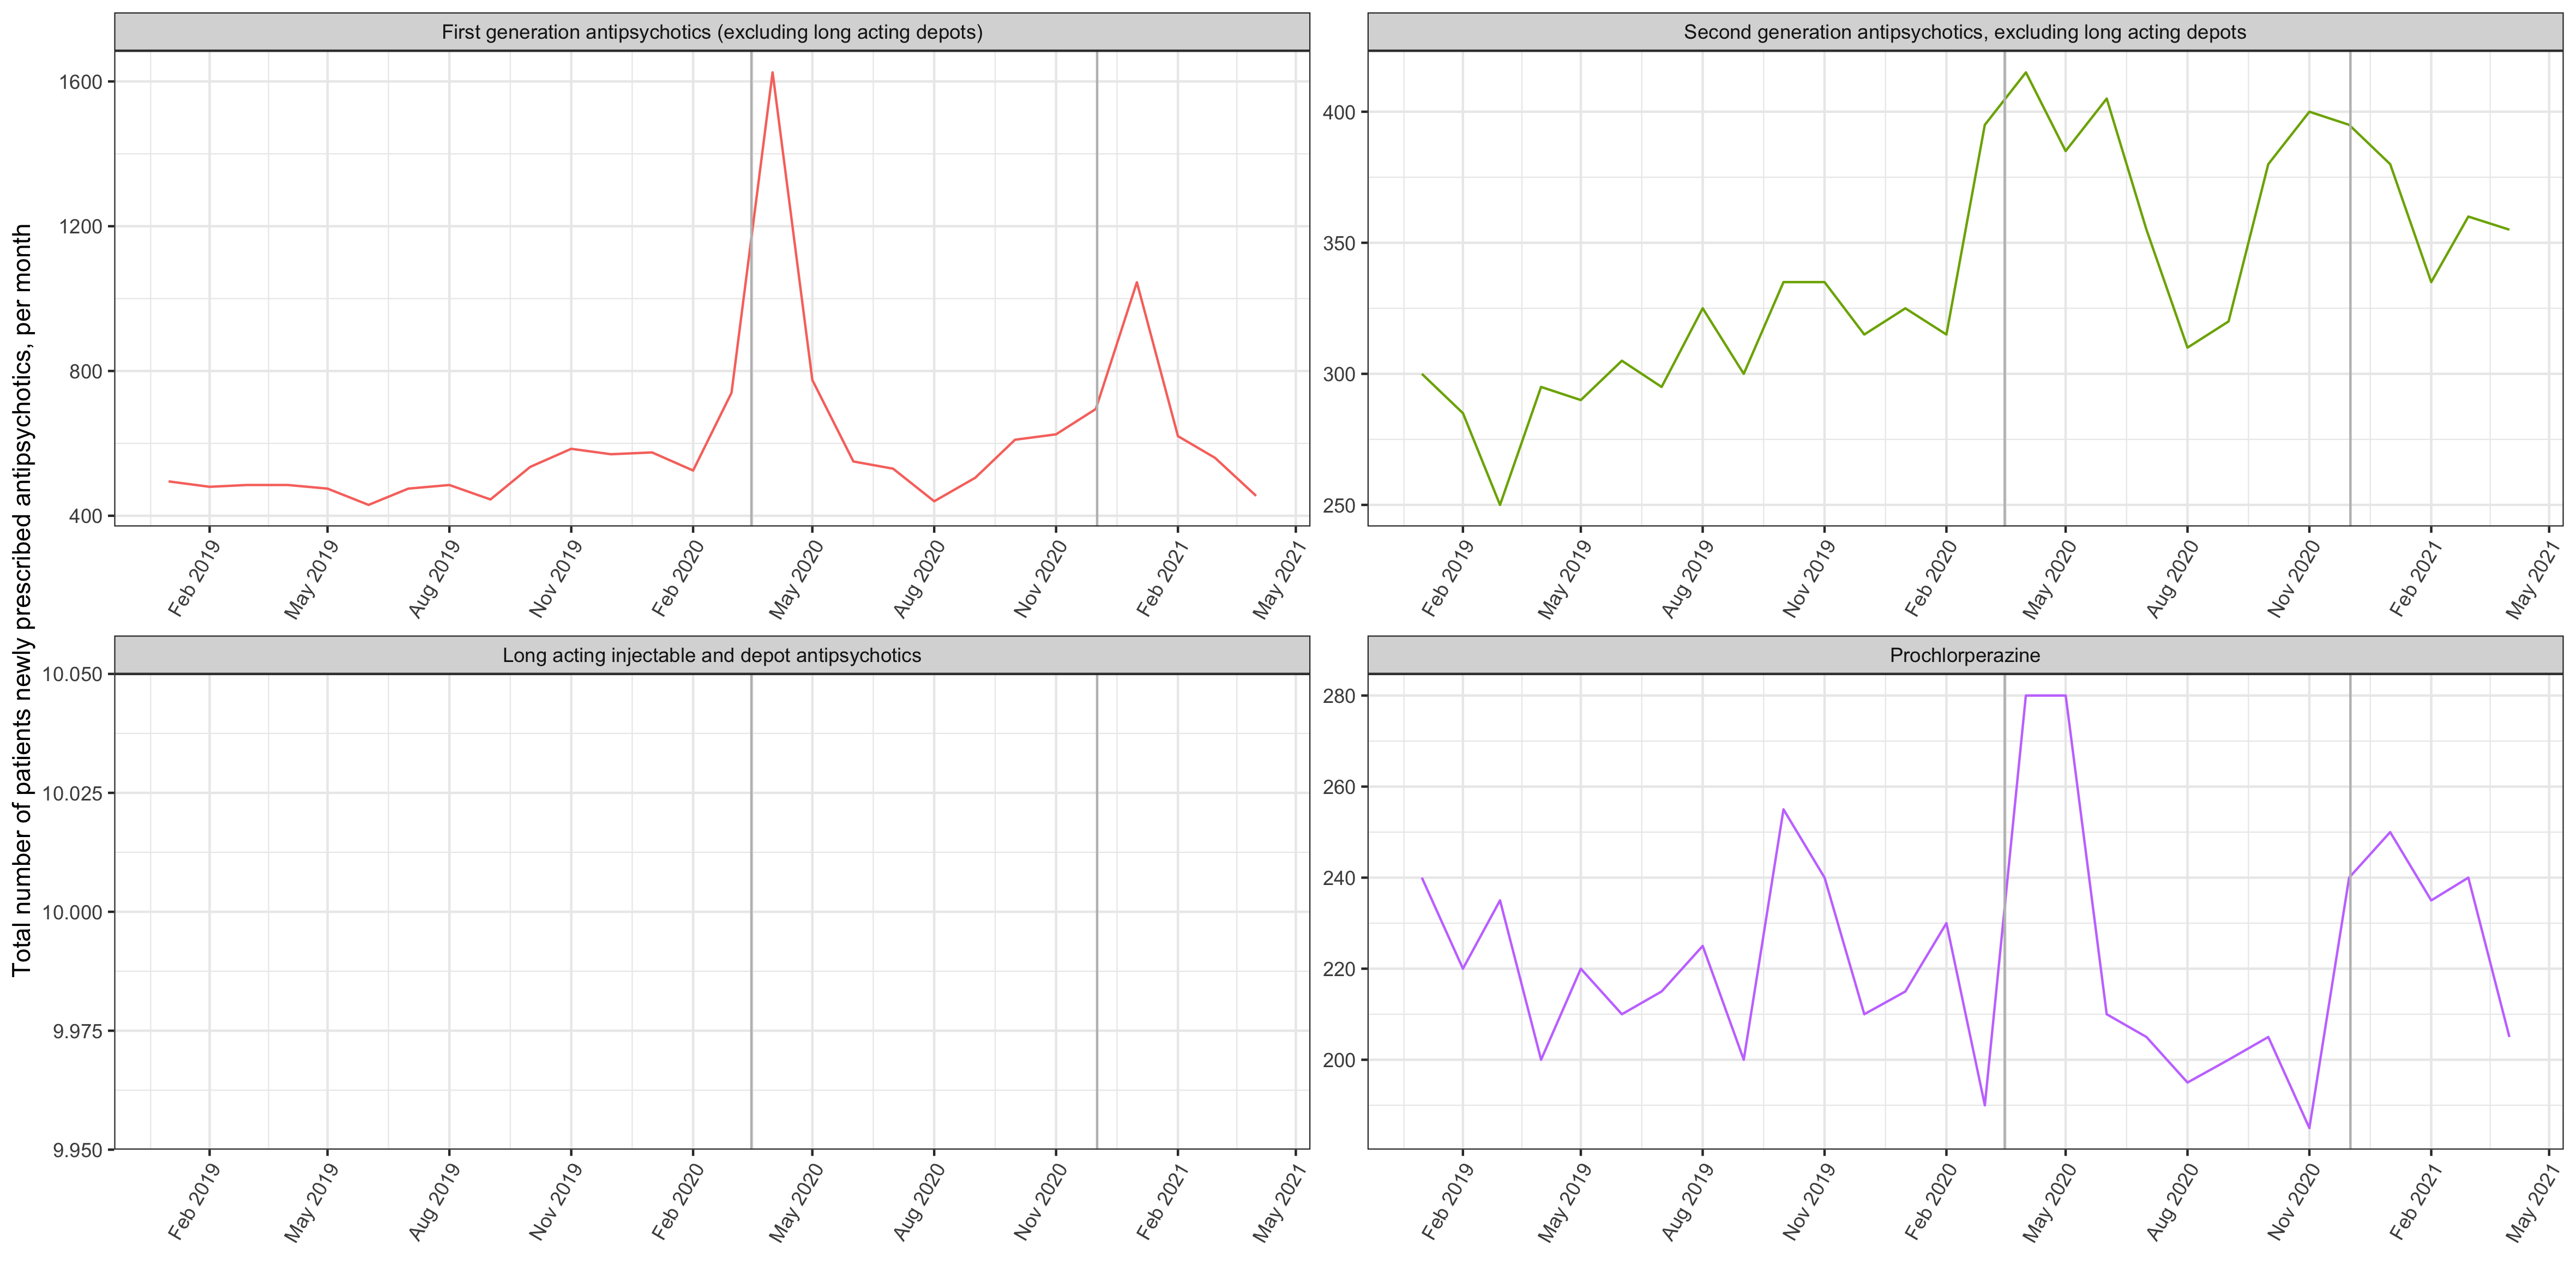 Total number of patients newly prescribed antipsychotics, per month
First generation antipsychotics (excluding long acting depots)
1600
1200
800
400
Feb 2019
May 2019
Aug 2019
Nov 2019
Feb 2020
May 2020
Aug 2020
Nov 2020
Feb 2021
May 2021
Second generation antipsychotics, excluding long acting depots
400
350
300
250
Feb 2019
May 2019
Aug 2019
Nov 2019
Feb 2020
May 2020
Aug 2020
Nov 2020
Feb 2021
May 2021
Long acting injectable and depot antipsychotics
10.050
10.025
10.000
9.975
9.950
Feb 2019
May 2019
Aug 2019
Nov 2019
Feb 2020
May 2020
Aug 2020
Nov 2020
Feb 2021
May 2021
Prochlorperazine
280
260
240
220
200
Feb 2019
May 2019
Aug 2019
Nov 2019
Feb 2020
May 2020
Aug 2020
Nov 2020
Feb 2021
May 2021